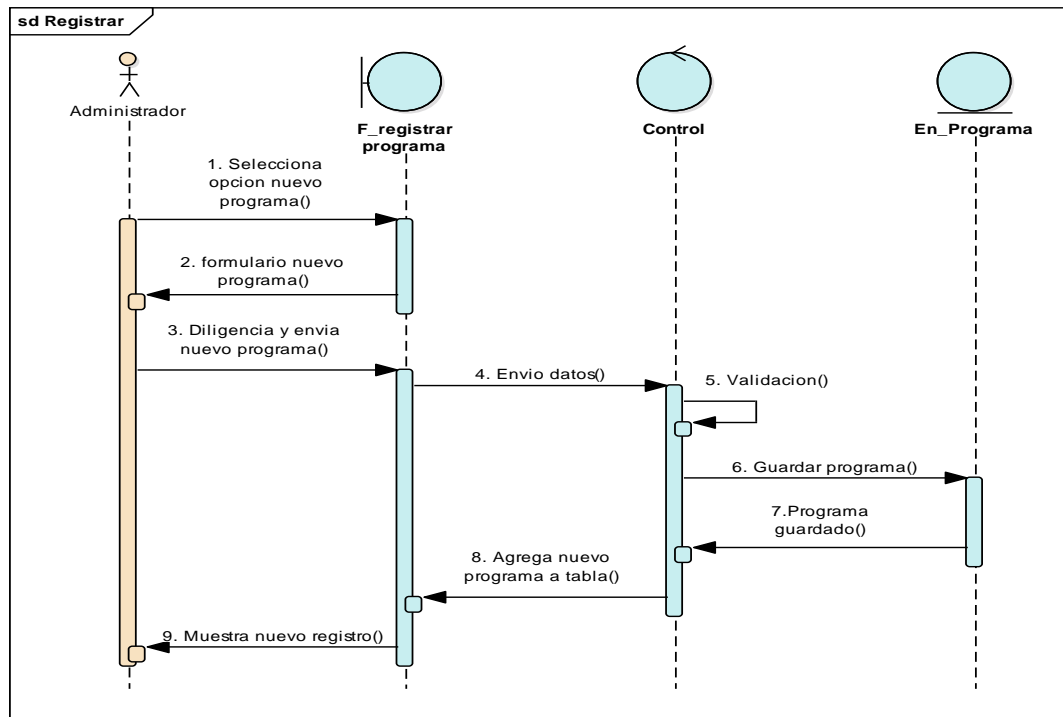 sd Registrar
Administrador
F_registrar
programa
Control
En_Programa
1. Selecciona
opcion nuevo
programa()
2. formulario nuevo
programa()
3. Diligencia y envia
nuevo programa()
4. Envio datos()
5. Validacion()
6. Guardar programa()
7.Programa
guardado()
8. Agrega nuevo
programa a tabla()
9. Muestra nuevo registro()